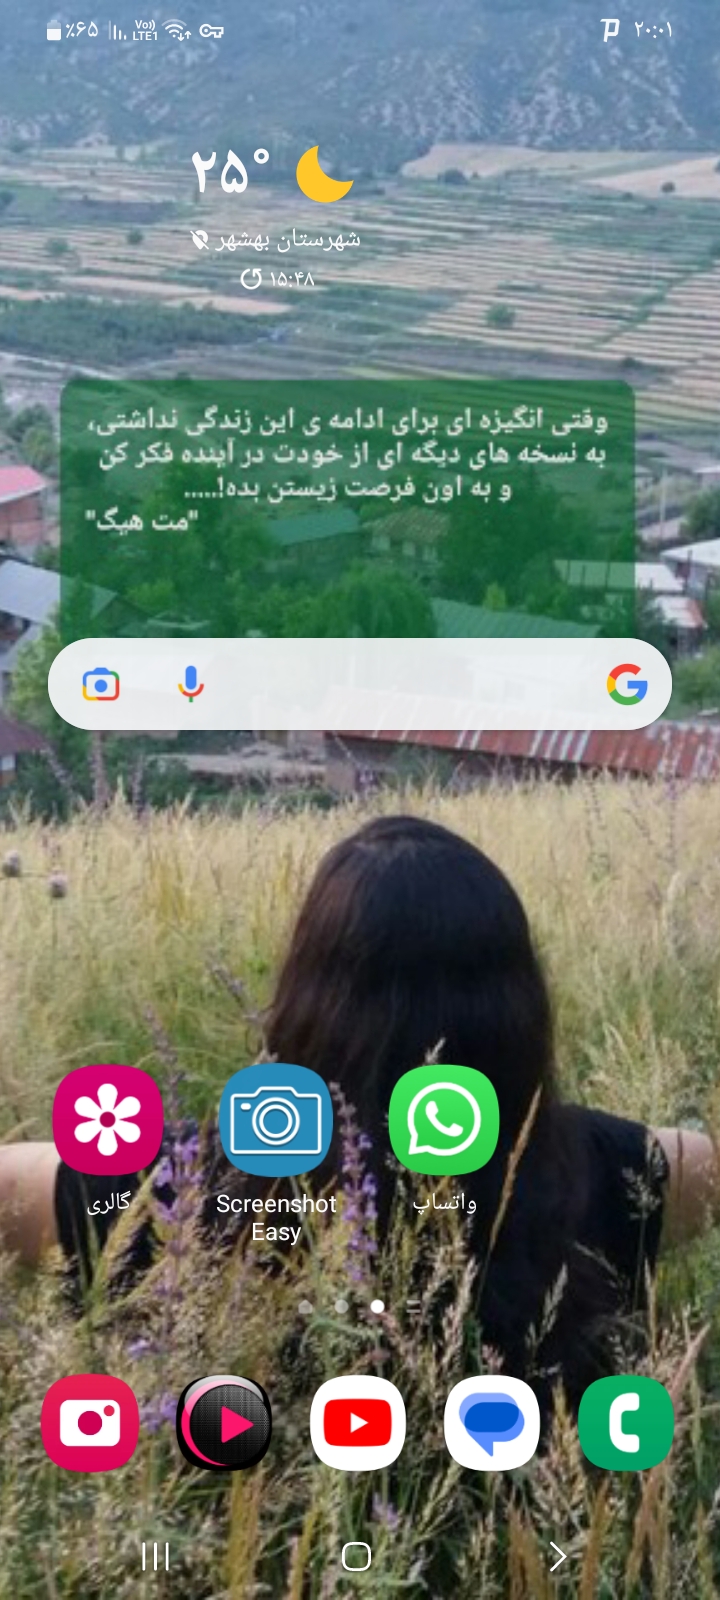 ٪۶۵ Vo)) LTE1 ۲۰:۰۱
۲۵°
شهرستان بهشهر
۱۵:۴۸
وقتی انگیزه ای برای ادامه ی این زندگی نداشتی،
به نسخه های دیگه ای از خودت در آینده فکر کن
و به اون فرصت زیستن بده!.....
"مت هیگ"
گالری
Screenshot
Easy
واتساپ